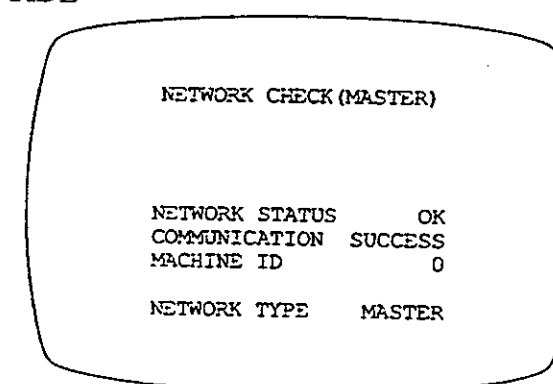 NETWORK CHECK(MASTER)
NETWORK STATUS OK
COMMUNICATION SUCCESS
MACHINE ID 0
NETWORK TYPE MASTER